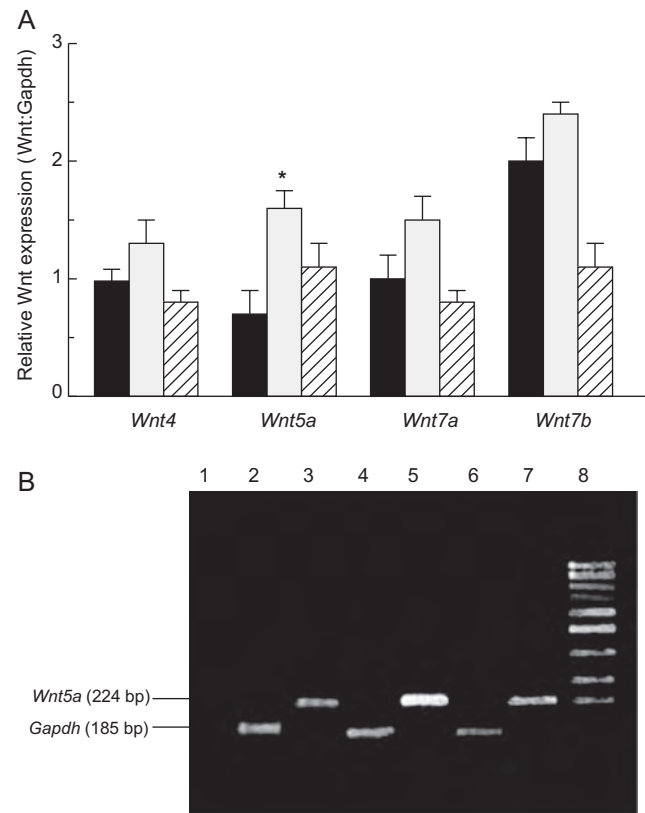 A
Relative Wnt expression (Wnt:Gapdh)
3
2
1
0
*
Wnt4 Wnt5a Wnt7a Wnt7b
B
1 2 3 4 5 6 7 8
Wnt5a (224 bp)
Gapdh (185 bp)